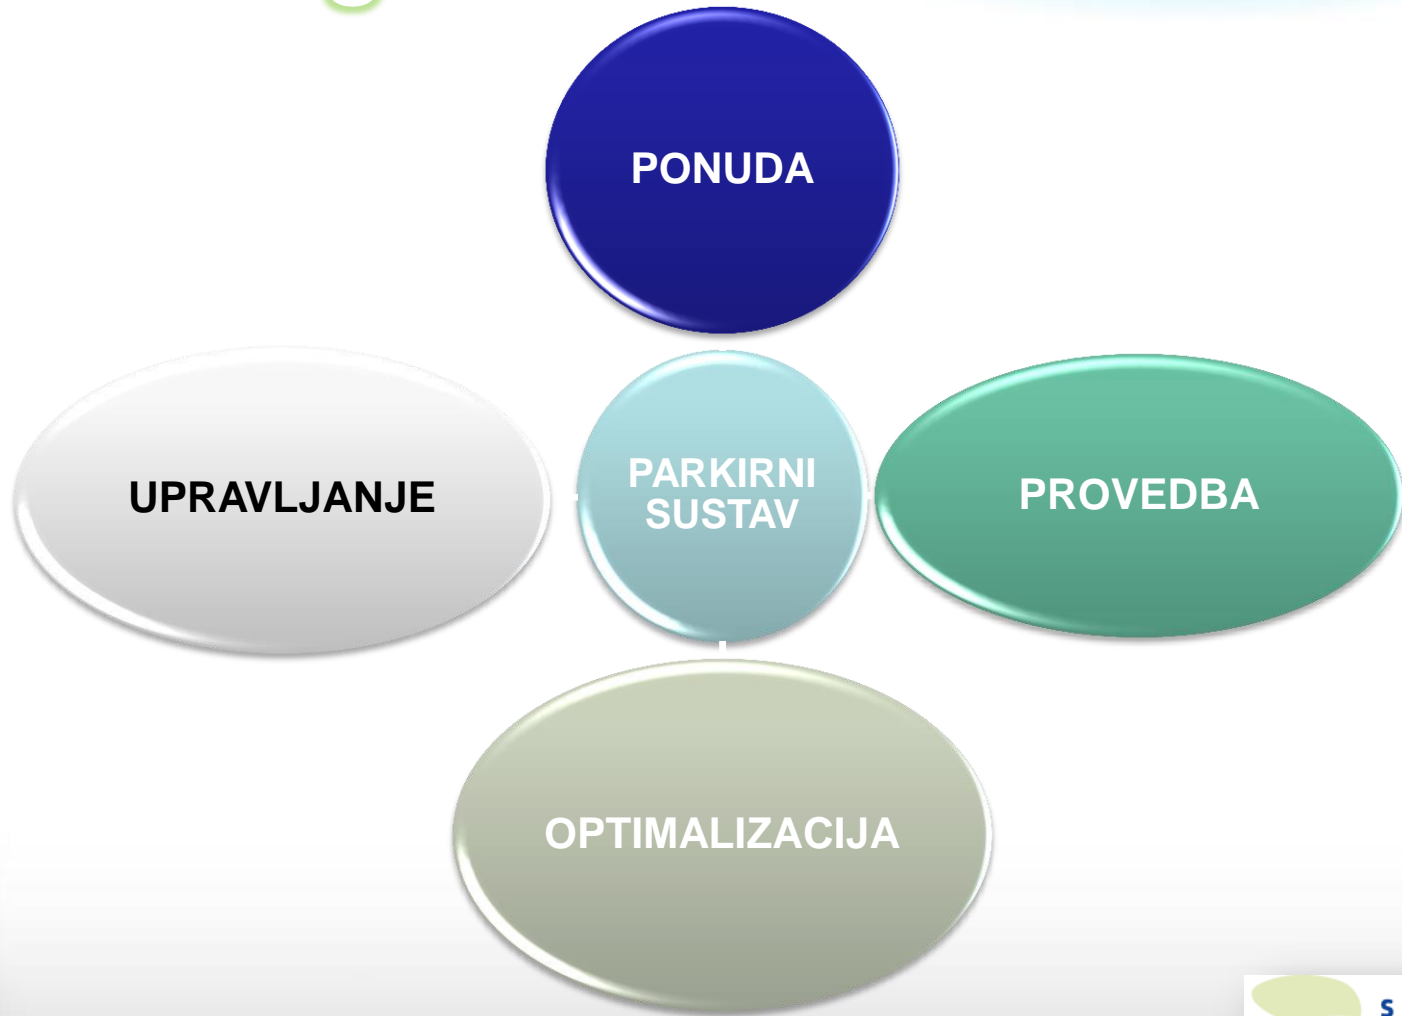 PONUDA
UPRAVLJANJE
PARKIRNI
SUSTAV
PROVEDBA
OPTIMALIZACIJA
S